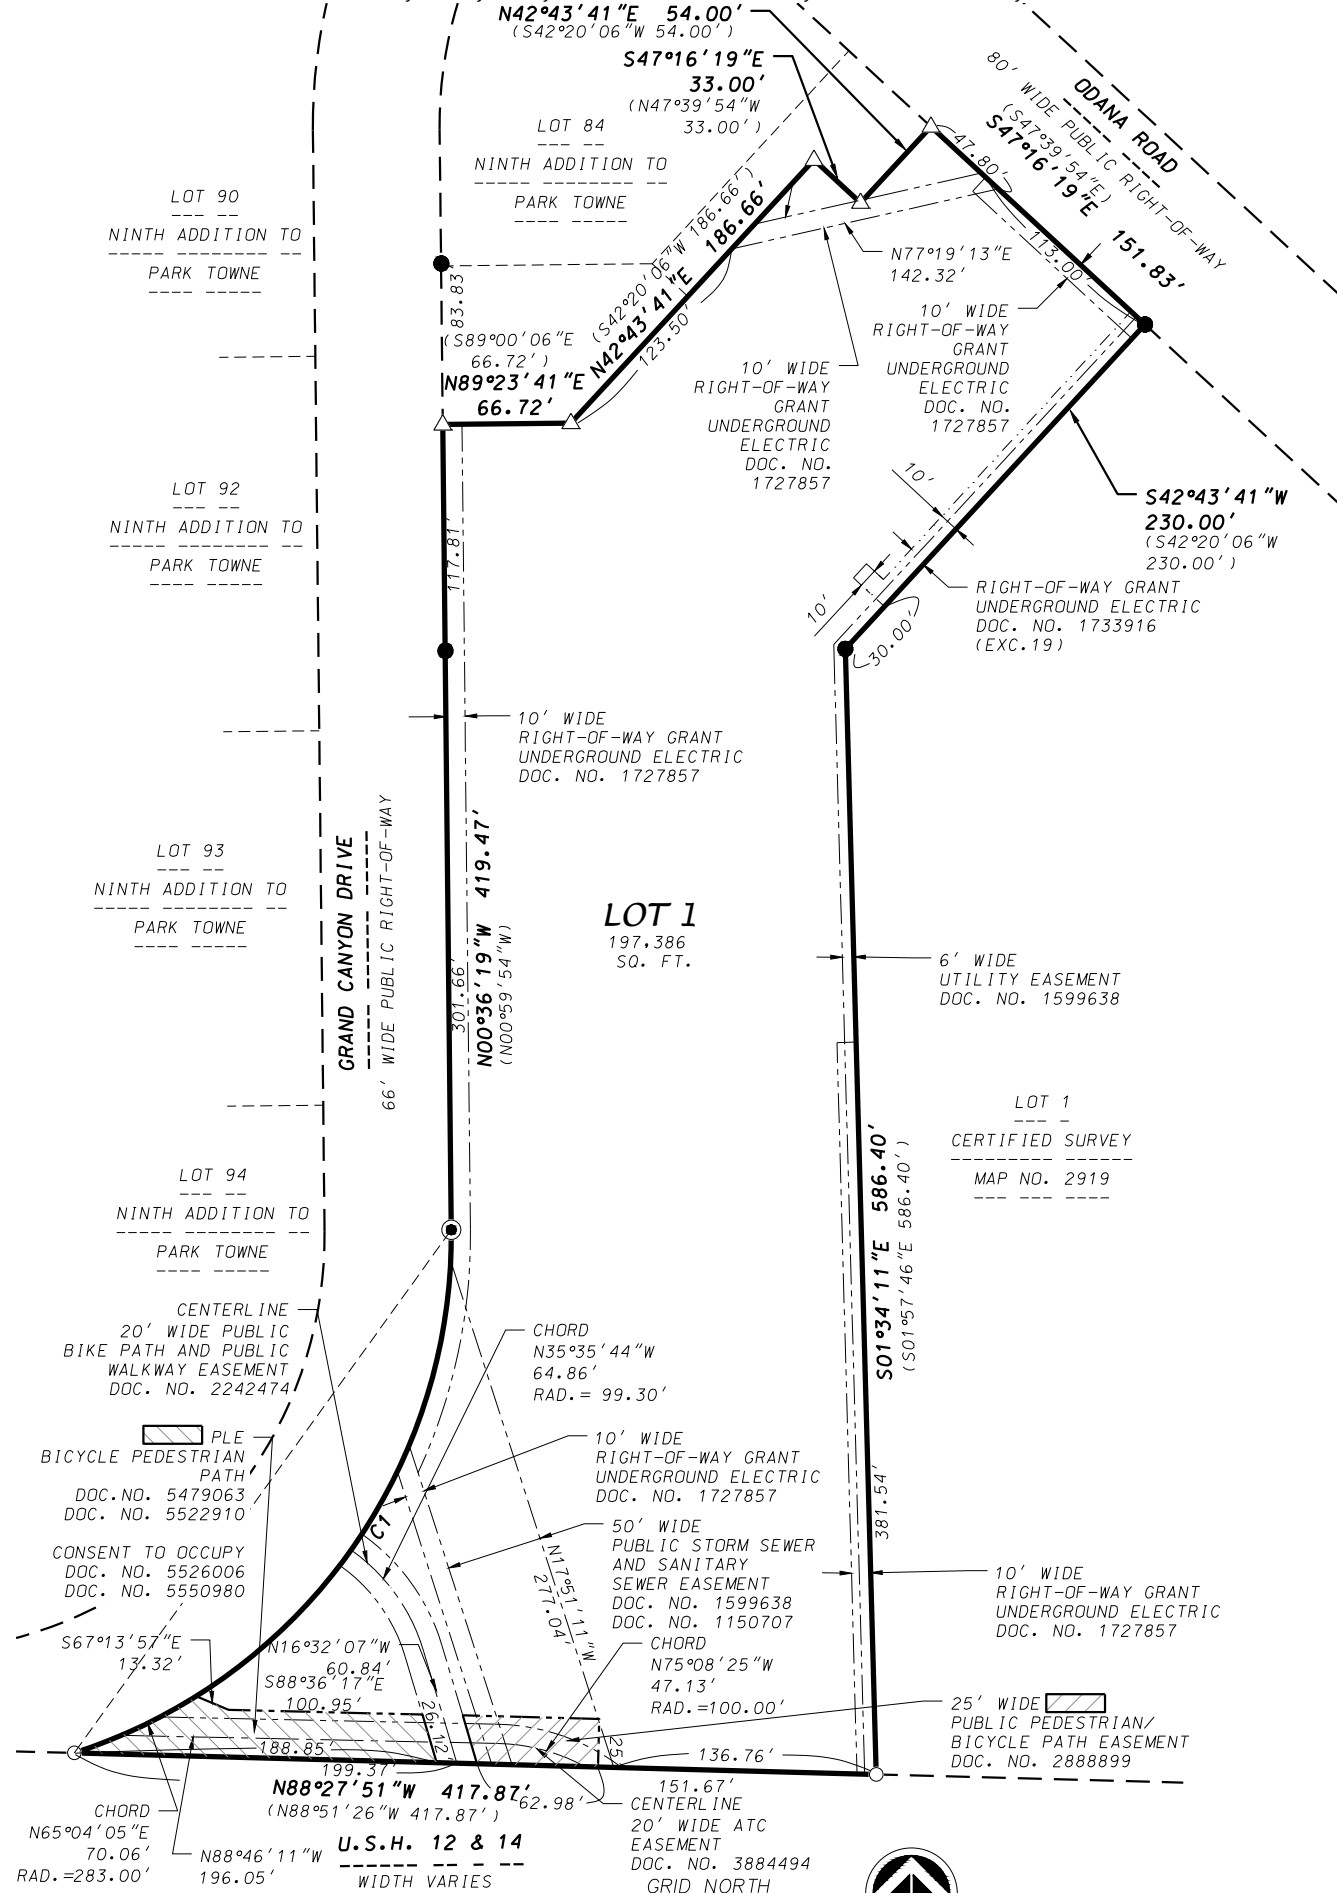 N42°43'41"E 54.00'
(S42°20'06"W 54.00')
S47°16'19"E
33.00'
(N47°39'54"W
33.00')
LOT 84
NINTH ADDITION TO
PARK TOWNE
ODANA ROAD
80' WIDE PUBLIC RIGHT-OF-WAY
(S47°39'54"E)
S47°16'19"E
151.83'
47.80'
113.00'
LOT 90
NINTH ADDITION TO
PARK TOWNE
83.83
(S89°00'06"E
66.72')
N89°23'41"E
66.72'
(S42°20'06"W 186.66')
N42°43'41"E 186.66'
123.50'
N77°19'13"E
142.32'
10' WIDE
RIGHT-OF-WAY
GRANT
UNDERGROUND
ELECTRIC
DOC. NO.
1727857
10' WIDE
RIGHT-OF-WAY
GRANT
UNDERGROUND
ELECTRIC
DOC. NO.
1727857
LOT 92
NINTH ADDITION TO
PARK TOWNE
117.81'
10'
S42°43'41"W
230.00'
(S42°20'06"W
230.00')
10'
30.00'
RIGHT-OF-WAY GRANT
UNDERGROUND ELECTRIC
DOC. NO. 1733916
(EXC.19)
10' WIDE
RIGHT-OF-WAY GRANT
UNDERGROUND ELECTRIC
DOC. NO. 1727857
LOT 93
NINTH ADDITION TO
PARK TOWNE
GRAND CANYON DRIVE
66' WIDE PUBLIC RIGHT-OF-WAY
301.66'
N00°36'19"W 419.47'
(N00°59'54"W)
LOT 1
197,386
SQ. FT.
6' WIDE
UTILITY EASEMENT
DOC. NO. 1599638
LOT 1
CERTIFIED SURVEY
MAP NO. 2919
S01°34'11"E 586.40'
(S01°57'46"E 586.40')
381.54'
LOT 94
NINTH ADDITION TO
PARK TOWNE
CENTERLINE
20' WIDE PUBLIC
BIKE PATH AND PUBLIC
WALKWAY EASEMENT
DOC. NO. 2242474
CHORD
N35°35'44"W
64.86'
RAD.= 99.30'
PLE
BICYCLE PEDESTRIAN
PATH
DOC.NO. 5479063
DOC. NO. 5522910
CONSENT TO OCCUPY
DOC. NO. 5526006
DOC. NO. 5550980
C1
10' WIDE
RIGHT-OF-WAY GRANT
UNDERGROUND ELECTRIC
DOC. NO. 1727857
50' WIDE
PUBLIC STORM SEWER
AND SANITARY
SEWER EASEMENT
DOC. NO. 1599638
DOC. NO. 1150707
N17°51'11"W
277.04'
10' WIDE
RIGHT-OF-WAY GRANT
UNDERGROUND ELECTRIC
DOC. NO. 1727857
S67°13'57"E
13.32'
N16°32'07"W
60.84'
S88°36'17"E
100.95'
CHORD
N75°08'25"W
47.13'
RAD.=100.00'
25' WIDE
PUBLIC PEDESTRIAN/
BICYCLE PATH EASEMENT
DOC. NO. 2888899
26.12
25'
188.85'
199.37'
136.76'
151.67'
62.98'
N88°27'51"W 417.87'
(N88°51'26"W 417.87')
U.S.H. 12 & 14
WIDTH VARIES
CHORD
N65°04'05"E
70.06'
RAD.=283.00'
N88°46'11"W
196.05'
CENTERLINE
20' WIDE ATC
EASEMENT
DOC. NO. 3884494
GRID NORTH